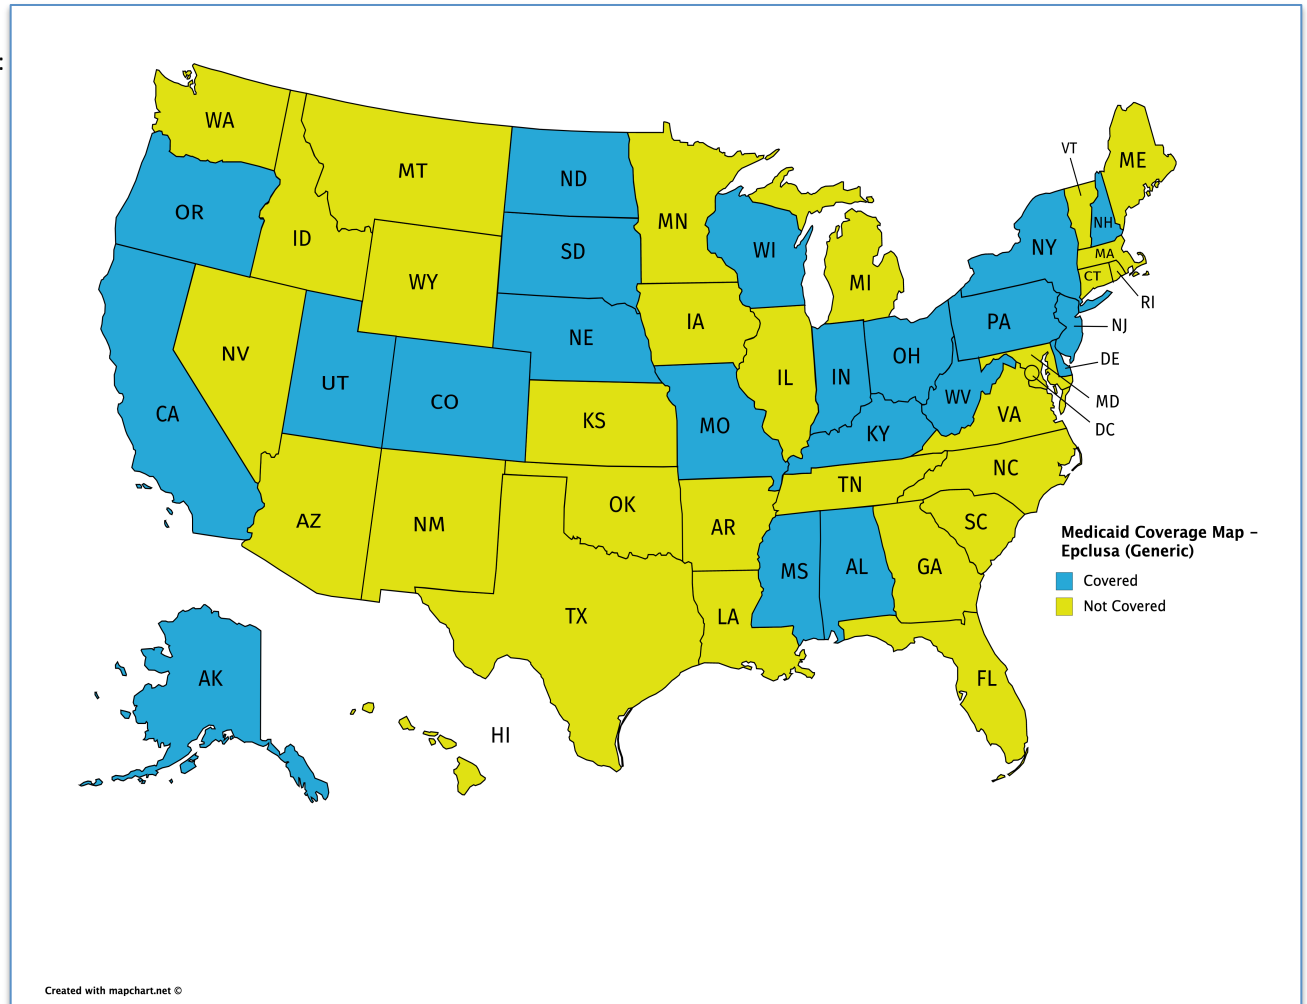 :
WA
MT
ND
MN
VT
ME
OR
ID
SD
WI
NY
NH
MA
WY
MI
CT
RI
IA
NE
PA
NJ
NV
UT
CO
IL
IN
OH
DE
CA
KS
MO
KY
WV
VA
MD
DC
AZ
NM
OK
AR
TN
NC
SC
TX
LA
MS
AL
GA
Medicaid Coverage Map –
Epclusa (Generic)
Covered
Not Covered
AK
HI
FL
Created with mapchart.net ©